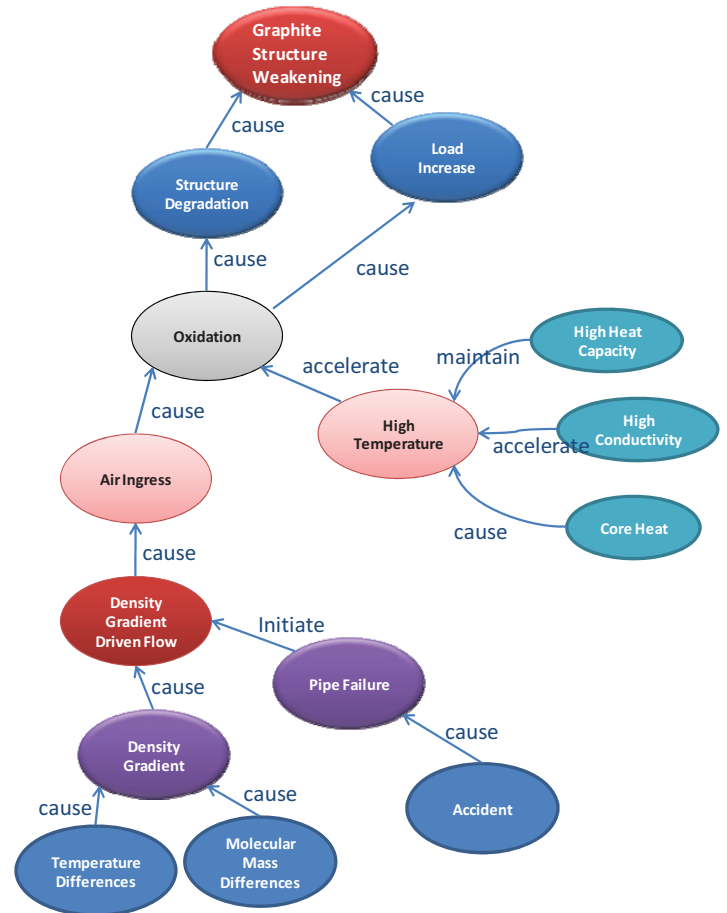 Graphite
Structure
Weakening
cause
cause
Load
Increase
Structure
Degradation
cause
cause
Oxidation
High Heat
Capacity
maintain
accelerate
cause
High
Temperature
High
Conductivity
accelerate
Air Ingress
Core Heat
cause
cause
Density
Gradient
Driven Flow
Initiate
Pipe Failure
cause
cause
Density
Gradient
cause
cause
Accident
Temperature
Differences
Molecular
Mass
Differences